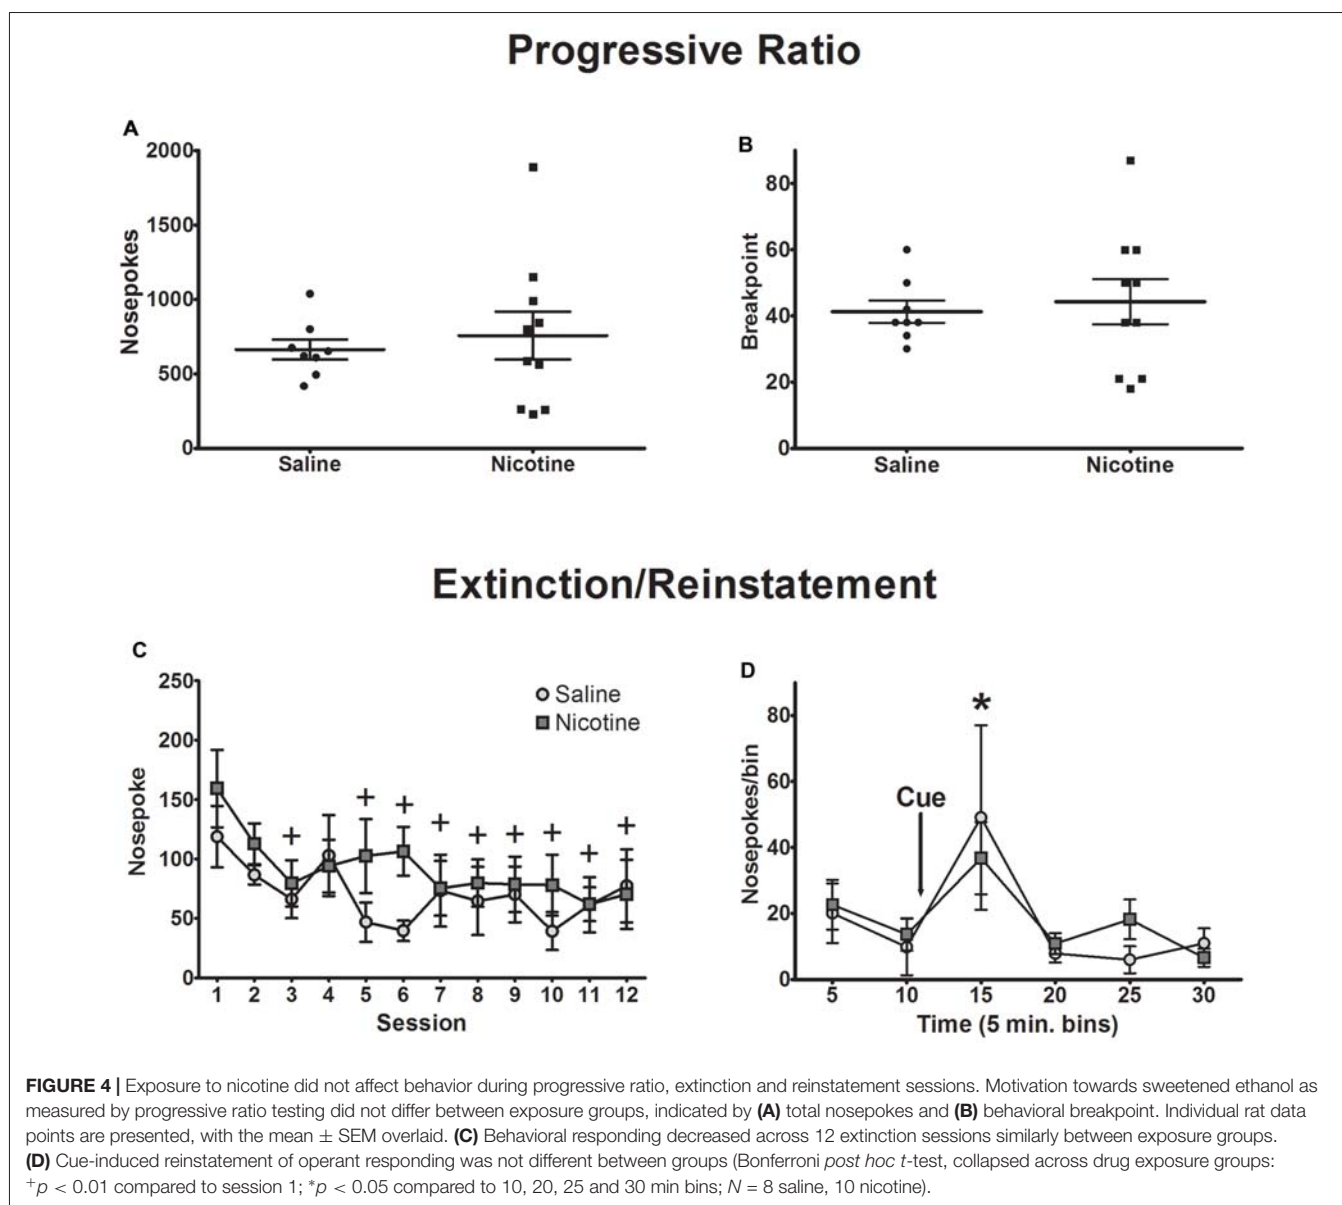 Progressive Ratio
A
2000
1500
1000
500
0
Nosepokes
Saline
Nicotine
B
80
60
40
20
0
Breakpoint
Saline
Nicotine
Extinction/Reinstatement
C
250
200
150
100
50
0
Nosepoke
Saline
Nicotine
+ + + + + + + + +
1 2 3 4 5 6 7 8 9 10 11 12
Session
D
80
60
40
20
0
Nosepokes/bin
*
Cue
5 10 15 20 25 30
Time (5 min. bins)
FIGURE 4 | Exposure to nicotine did not affect behavior during progressive ratio, extinction and reinstatement sessions. Motivation towards sweetened ethanol as
measured by progressive ratio testing did not differ between exposure groups, indicated by (A) total nosepokes and (B) behavioral breakpoint. Individual rat data
points are presented, with the mean ± SEM overlaid. (C) Behavioral responding decreased across 12 extinction sessions similarly between exposure groups.
(D) Cue-induced reinstatement of operant responding was not different between groups (Bonferroni post hoc t-test, collapsed across drug exposure groups:
+p < 0.01 compared to session 1; *p < 0.05 compared to 10, 20, 25 and 30 min bins; N = 8 saline, 10 nicotine).